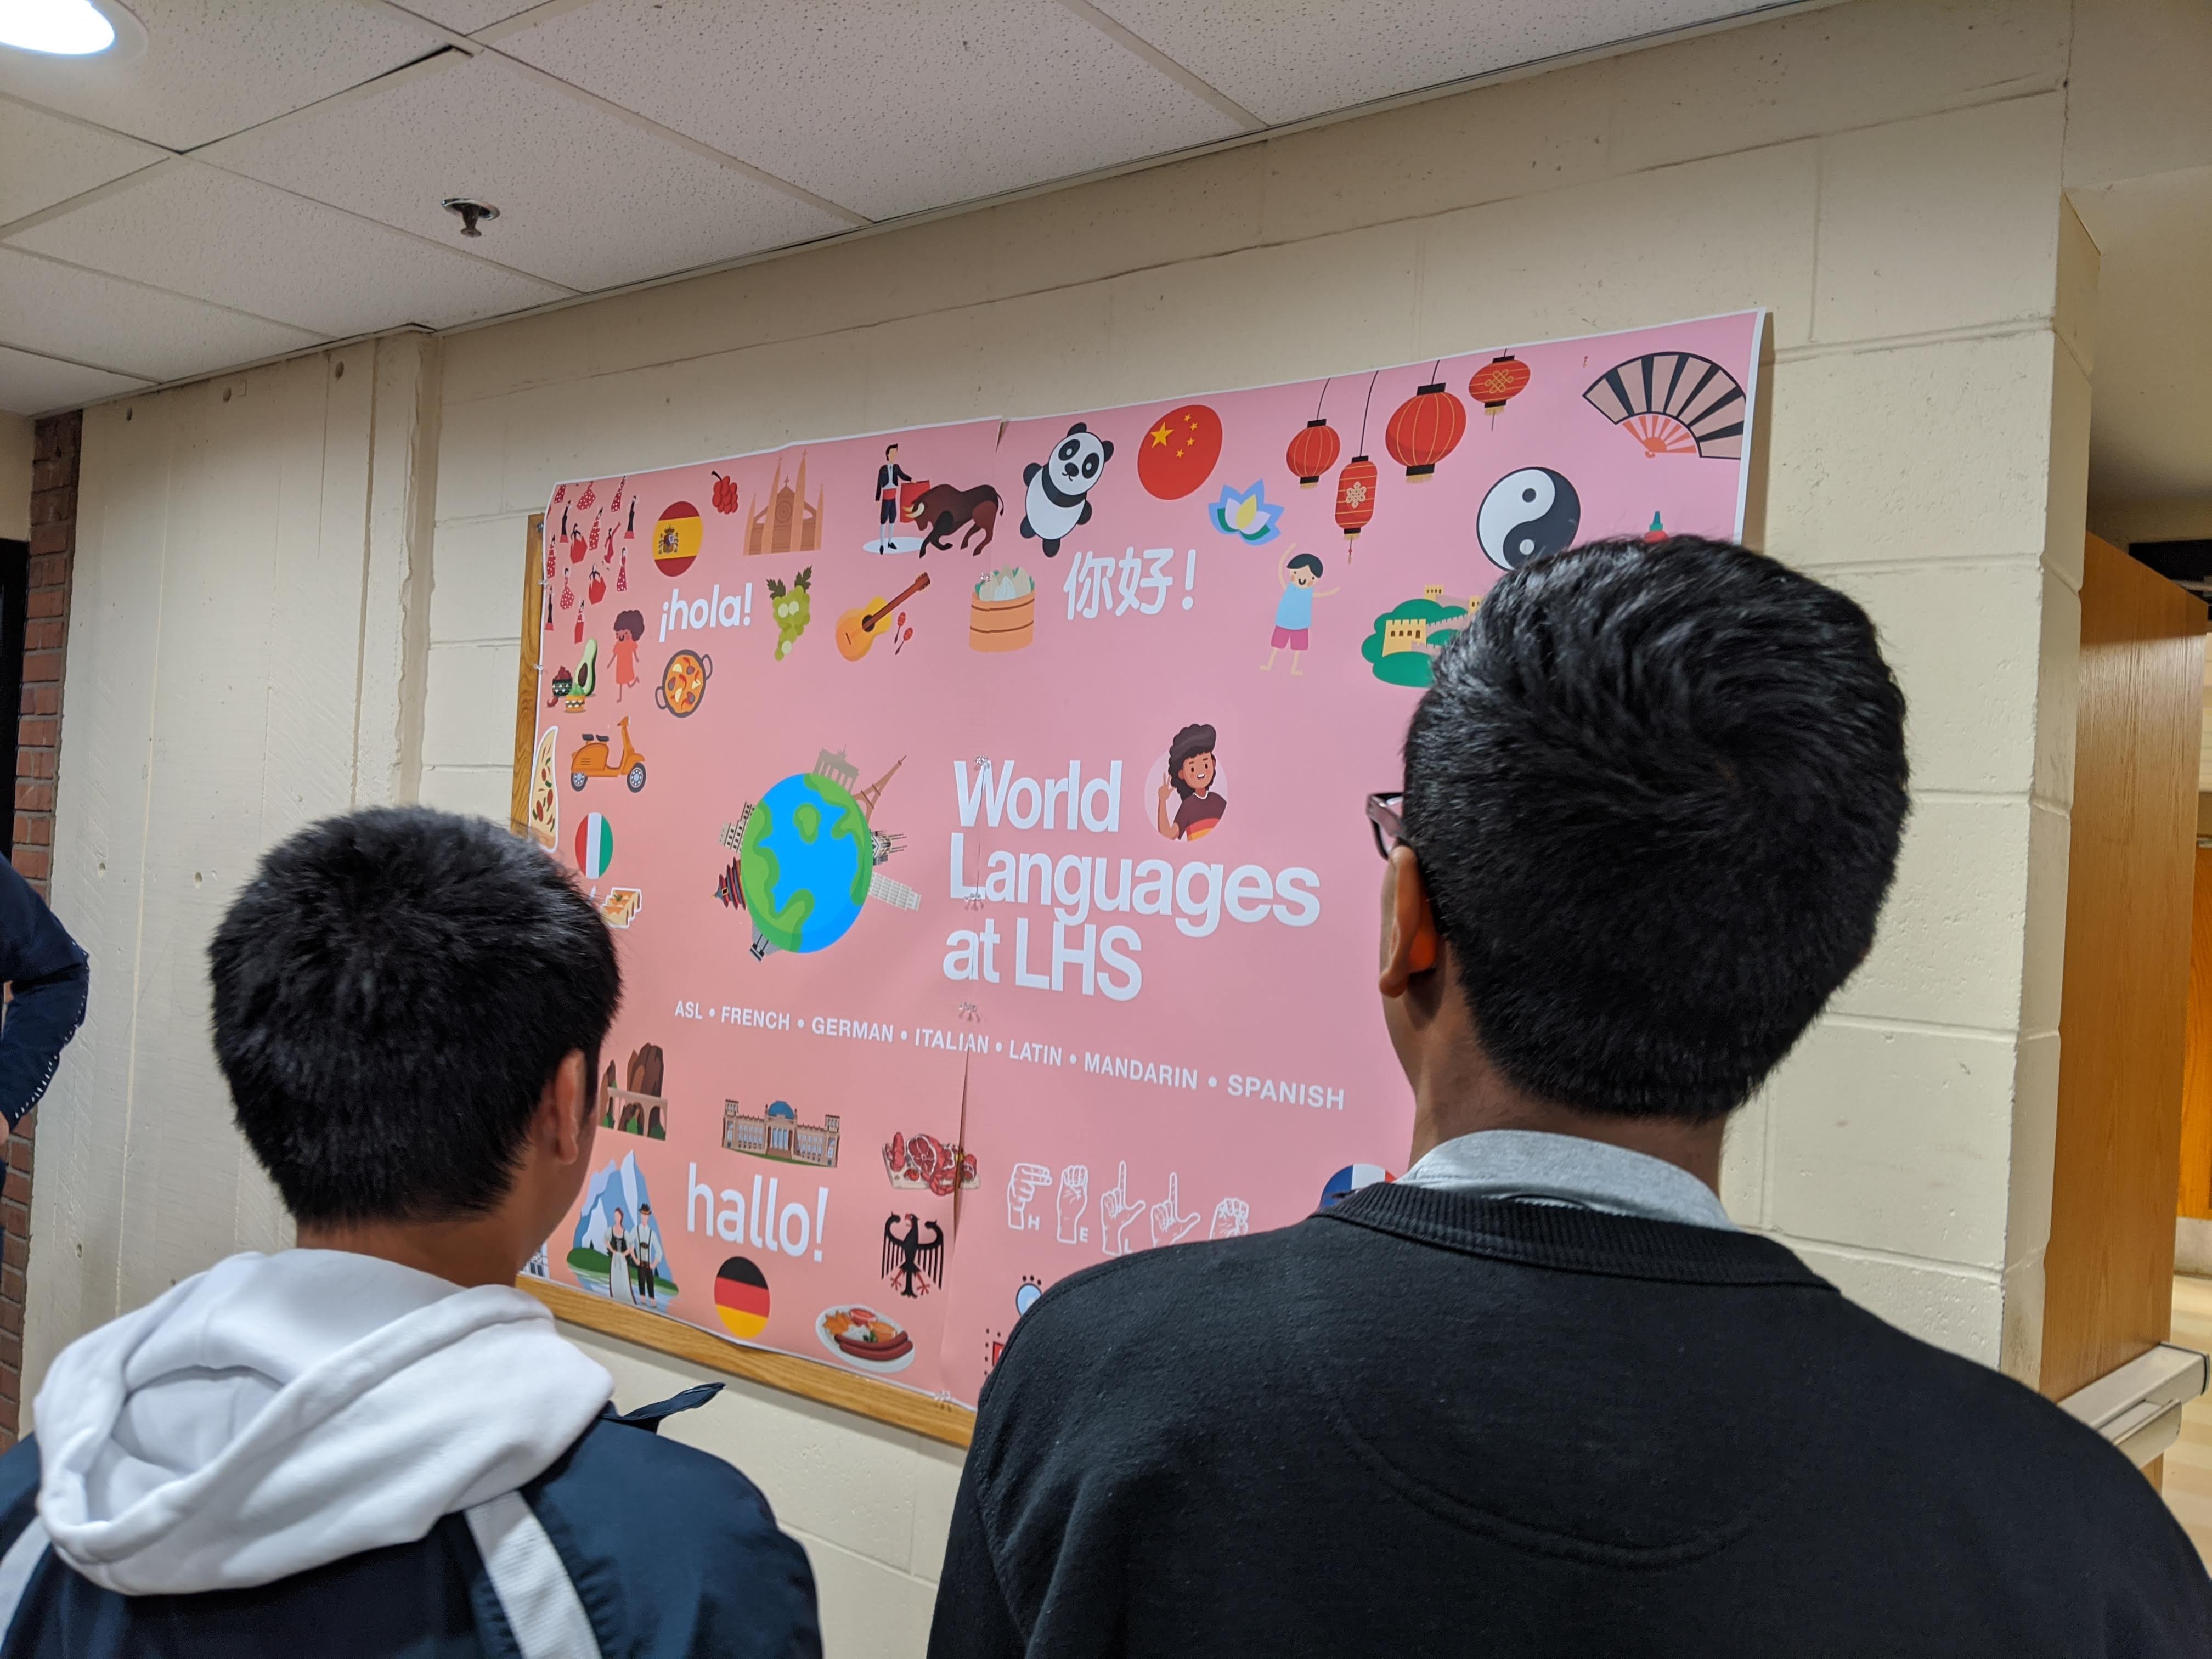 ¡hola!
你好!
World
Languages
at LHS
ASL • FRENCH • GERMAN • ITALIAN • LATIN • MANDARIN • SPANISH
hallo!
H E L L